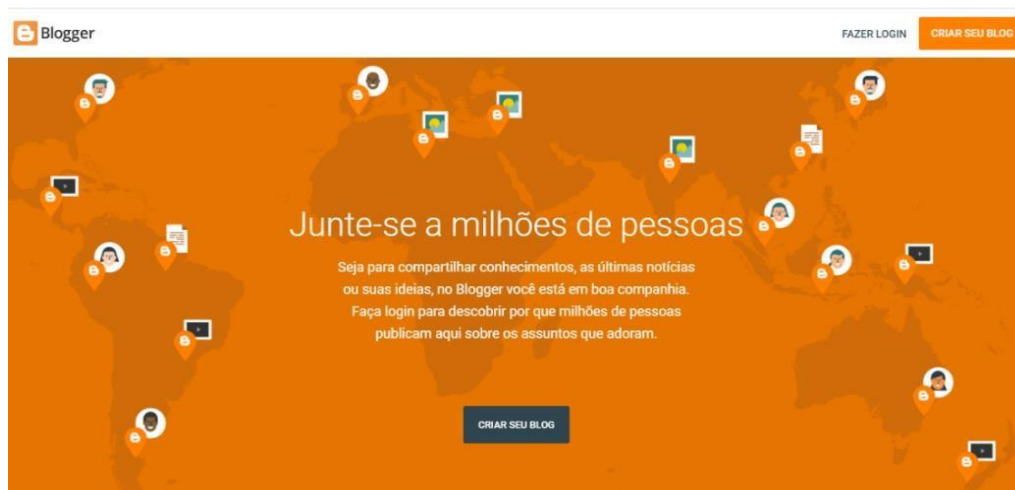 Blogger
FAZER LOGIN
CRIAR SEU BLOG
Junte-se a milhões de pessoas
Seja para compartilhar conhecimentos, as últimas notícias
ou suas ideias, no Blogger você está em boa companhia.
Faça login para descobrir por que milhões de pessoas
publicam aqui sobre os assuntos que adoram.
CRIAR SEU BLOG